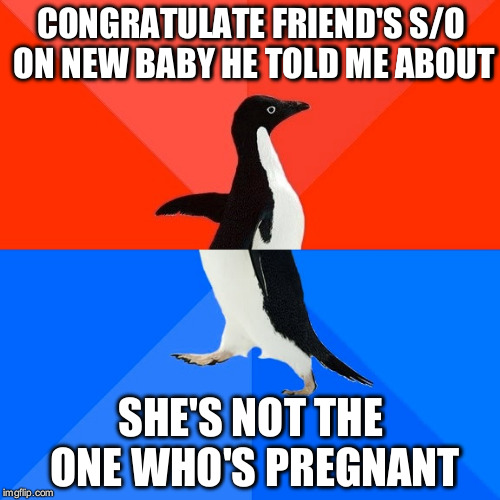 CONGRATULATE FRIEND'S S/O
ON NEW BABY HE TOLD ME ABOUT
SHE'S NOT THE
ONE WHO'S PREGNANT
imgflip.com